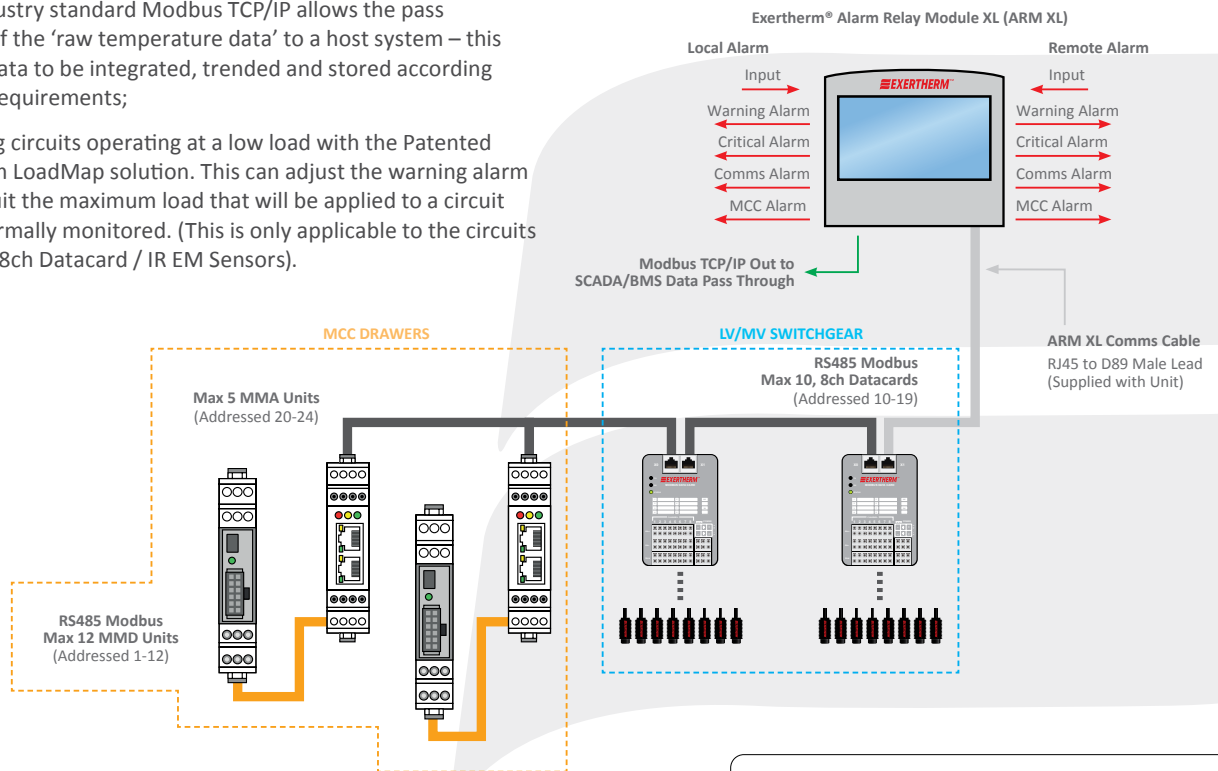 ustry standard Modbus TCP/IP allows the pass
f the ‘raw temperature data’ to a host system – this
ata to be integrated, trended and stored according
equirements;
g circuits operating at a low load with the Patented
LoadMap solution. This can adjust the warning alarm
uit the maximum load that will be applied to a circuit
rmally monitored. (This is only applicable to the circuits
8ch Datacard / IR EM Sensors).
Exertherm® Alarm Relay Module XL (ARM XL)
Local Alarm
Input
Warning Alarm
Critical Alarm
Comms Alarm
MCC Alarm
EXERTHERM™
Remote Alarm
Input
Warning Alarm
Critical Alarm
Comms Alarm
MCC Alarm
Modbus TCP/IP Out to
SCADA/BMS Data Pass Through
ARM XL Comms Cable
RJ45 to D89 Male Lead
(Supplied with Unit)
MCC DRAWERS
Max 5 MMA Units
(Addressed 20-24)
RS485 Modbus
Max 12 MMD Units
(Addressed 1-12)
LV/MV SWITCHGEAR
RS485 Modbus
Max 10, 8ch Datacards
(Addressed 10-19)
EXERTHERM
EXERTHERM